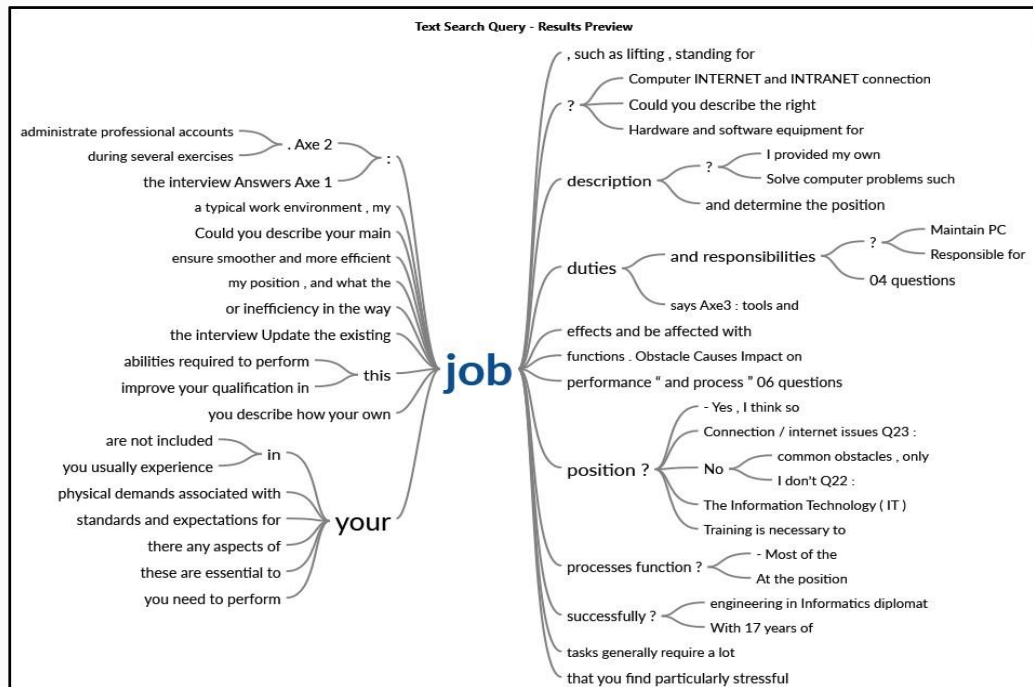 Text Search Query - Results Preview
administrate professional accounts
during several exercises
. Axe 2
the interview Answers Axe 1
:
a typical work environment , my
Could you describe your main
ensure smoother and more efficient
my position , and what the
or inefficiency in the way
the interview Update the existing
abilities required to perform
improve your qualification in
this
you describe how your own
are not included
you usually experience
in
physical demands associated with
standards and expectations for
there any aspects of
these are essential to
you need to perform
your
job
, such as lifting , standing for
?
Computer INTERNET and INTRANET connection
Could you describe the right
Hardware and software equipment for
description
?
I provided my own
Solve computer problems such
and determine the position
duties
and responsibilities
?
Maintain PC
Responsible for
04 questions
says Axe3 : tools and
effects and be affected with
functions . Obstacle Causes Impact on
performance “ and process ” 06 questions
position ?
- Yes , I think so
Connection / internet issues Q23 :
No
common obstacles , only
I don't Q22 :
The Information Technology ( IT )
Training is necessary to
processes function ?
- Most of the
At the position
successfully ?
engineering in Informatics diplomat
With 17 years of
tasks generally require a lot
that you find particularly stressful